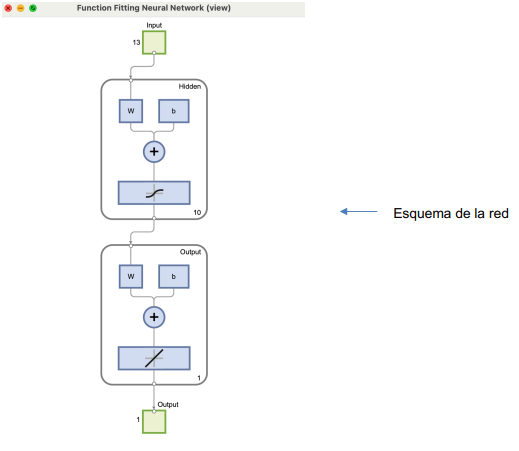 Function Fitting Neural Network (view)
Input
13
Hidden
W
b
+
10
Esquema de la red
Output
W
b
+
1
Output
1